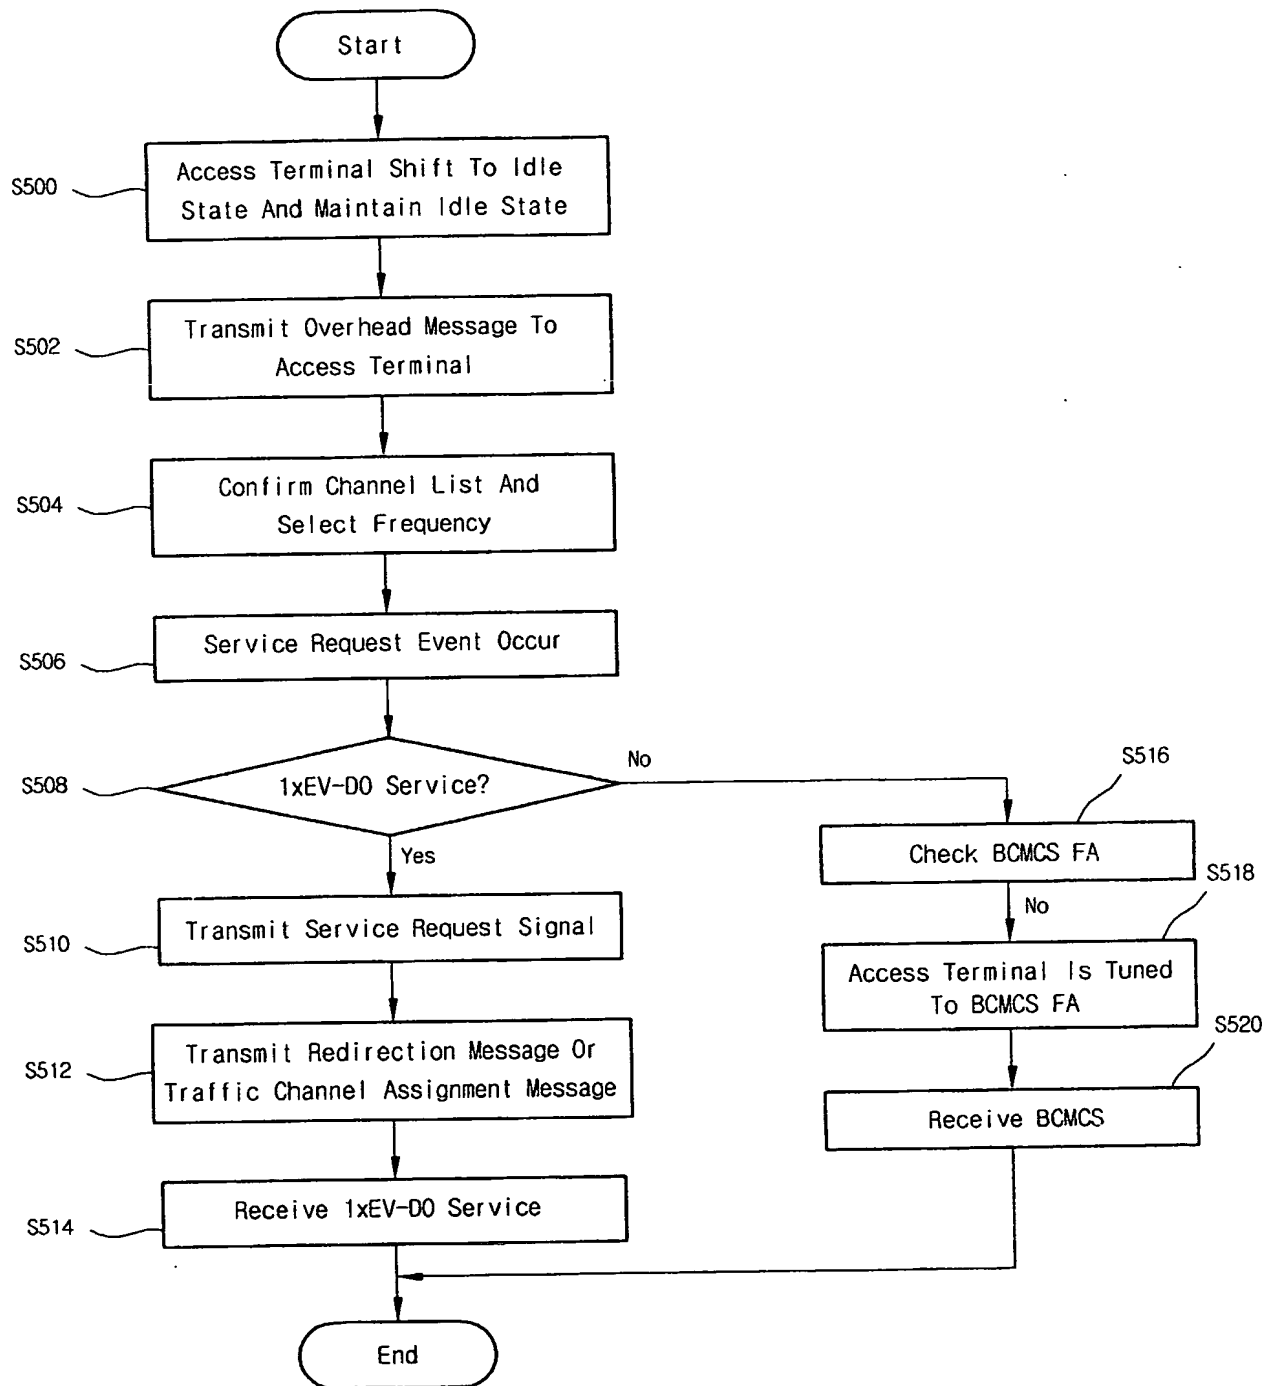 Start
S500
Access Terminal Shift To Idle
State And Maintain Idle State
S502
Transmit Overhead Message To
Access Terminal
S504
Confirm Channel List And
Select Frequency
S506
Service Request Event Occur
S508
1xEV-DO Service?
No
Yes
S516
Check BCMCS FA
No
S518
Access Terminal Is Tuned
To BCMCS FA
S520
Receive BCMCS
S510
Transmit Service Request Signal
S512
Transmit Redirection Message Or
Traffic Channel Assignment Message
S514
Receive 1xEV-DO Service
End